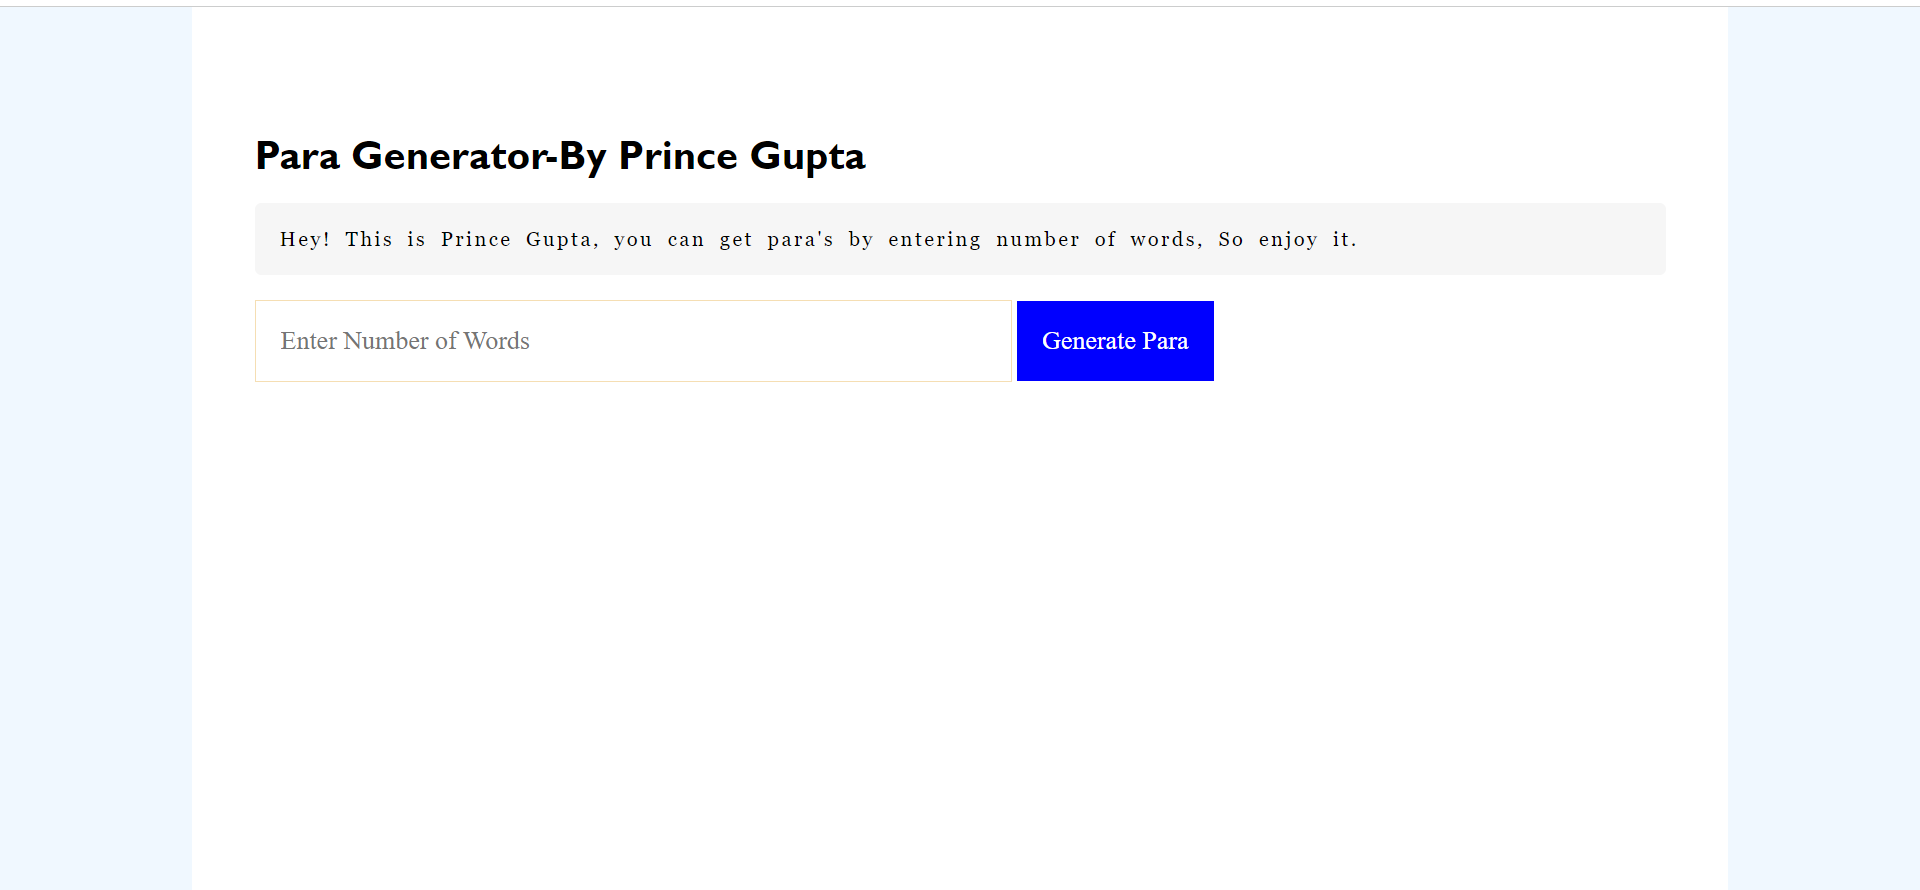 Para Generator-By Prince Gupta
Hey! This is Prince Gupta, you can get para's by entering number of words, So enjoy it.
Enter Number of Words
Generate Para